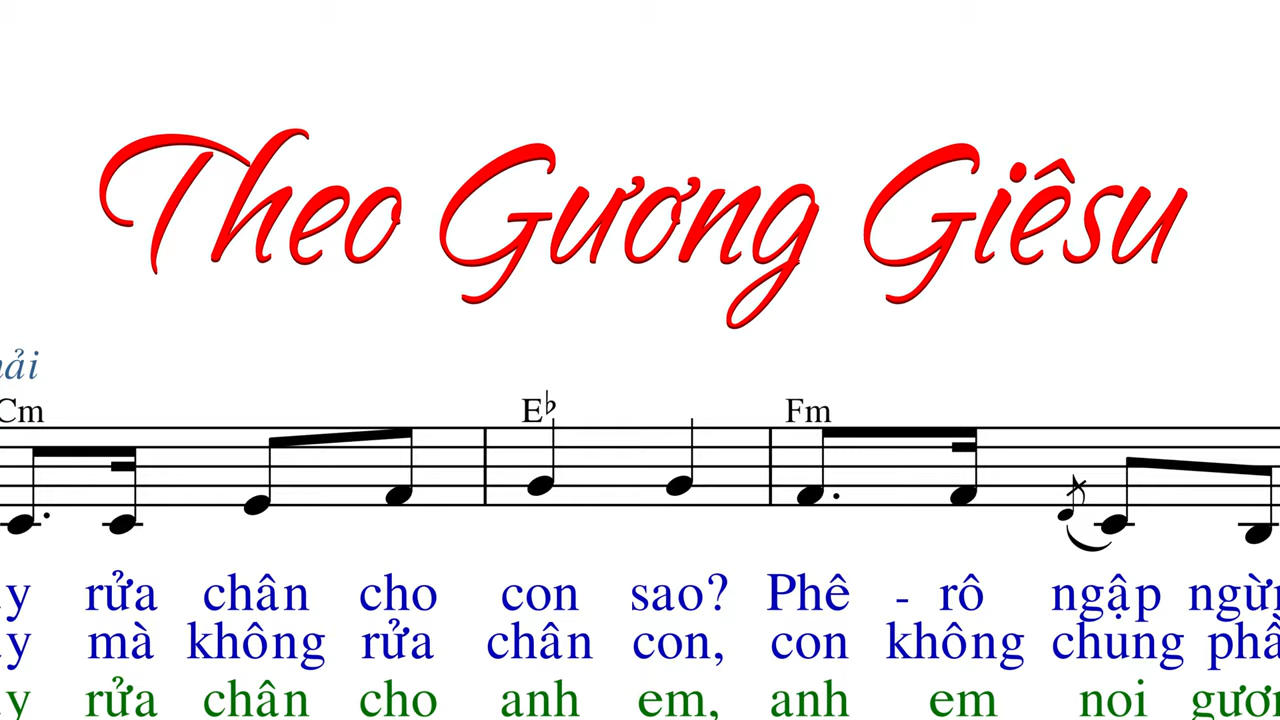 Theo Gương Giêsu
Cm E♭ Fm
rửa chân cho con sao? Phê - rô ngập
mà không rửa chân con, con không chung
rửa chân cho anh em, anh em noi